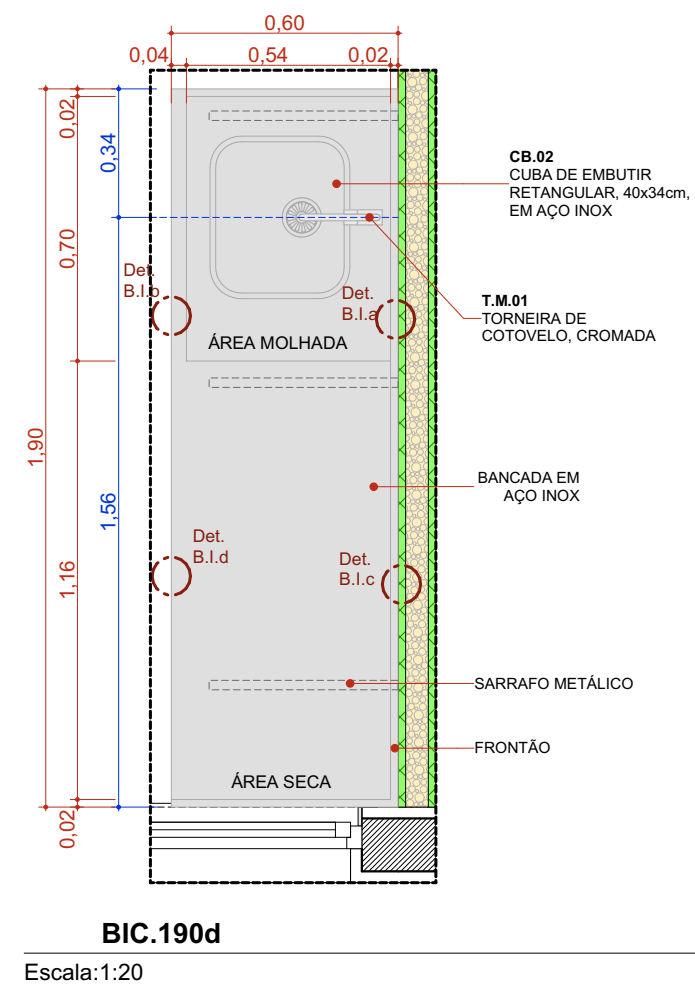 0,60
0,04
0,54
0,02
0,02
0,34
0,70
1,90
1,56
1,16
0,02
CB.02
CUBA DE EMBUTIR
RETANGULAR, 40x34cm,
EM AÇO INOX
Det.
B.I.b
Det.
B.I.a
T.M.01
TORNEIRA DE
COTOVELO, CROMADA
ÁREA MOLHADA
BANCADA EM
AÇO INOX
Det.
B.I.d
Det.
B.I.c
SARRAFO METÁLICO
FRONTÃO
ÁREA SECA
BIC.190d
Escala:1:20